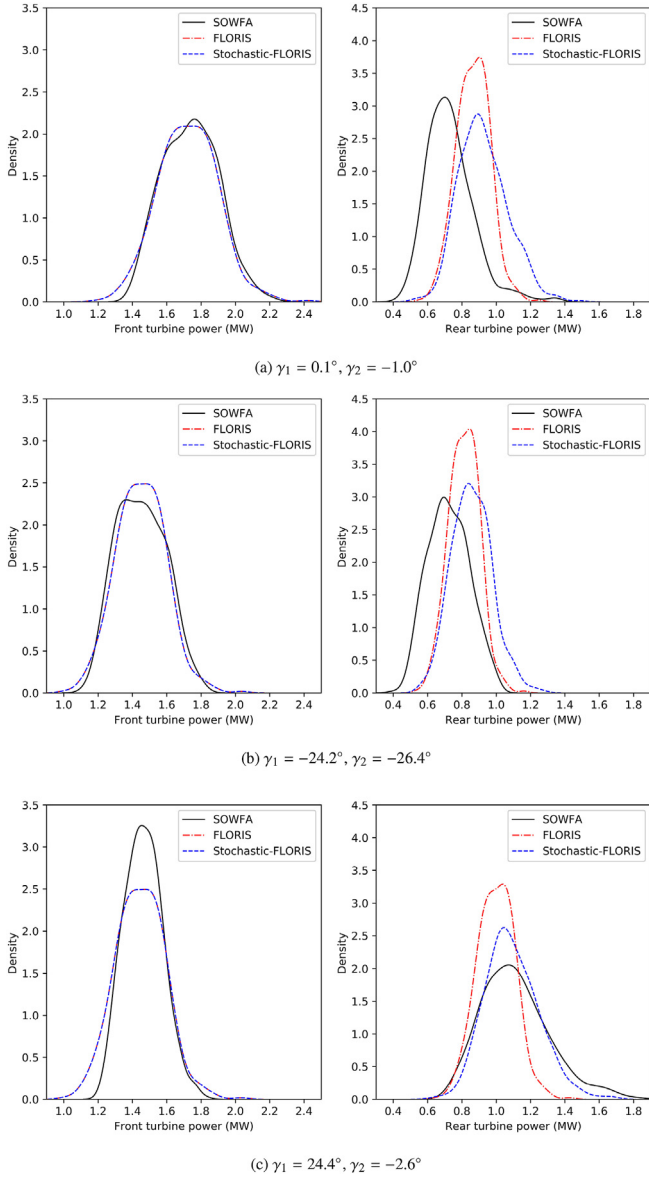 3.5
3.0
2.5
2.0
1.5
1.0
0.5
0.0
Density
SOWFA
FLORIS
Stochastic-FLORIS
1.0 1.2 1.4 1.6 1.8 2.0 2.2 2.4
Front turbine power (MW)
4.5
4.0
3.5
3.0
2.5
2.0
1.5
1.0
0.5
0.0
Density
SOWFA
FLORIS
Stochastic-FLORIS
0.4 0.6 0.8 1.0 1.2 1.4 1.6 1.8
Rear turbine power (MW)
(a) γ1 = 0.1°, γ2 = −1.0°
3.5
3.0
2.5
2.0
1.5
1.0
0.5
0.0
Density
SOWFA
FLORIS
Stochastic-FLORIS
1.0 1.2 1.4 1.6 1.8 2.0 2.2 2.4
Front turbine power (MW)
4.5
4.0
3.5
3.0
2.5
2.0
1.5
1.0
0.5
0.0
Density
SOWFA
FLORIS
Stochastic-FLORIS
0.4 0.6 0.8 1.0 1.2 1.4 1.6 1.8
Rear turbine power (MW)
(b) γ1 = −24.2°, γ2 = −26.4°
3.5
3.0
2.5
2.0
1.5
1.0
0.5
0.0
Density
SOWFA
FLORIS
Stochastic-FLORIS
1.0 1.2 1.4 1.6 1.8 2.0 2.2 2.4
Front turbine power (MW)
4.5
4.0
3.5
3.0
2.5
2.0
1.5
1.0
0.5
0.0
Density
SOWFA
FLORIS
Stochastic-FLORIS
0.4 0.6 0.8 1.0 1.2 1.4 1.6 1.8
Rear turbine power (MW)
(c) γ1 = 24.4°, γ2 = −2.6°